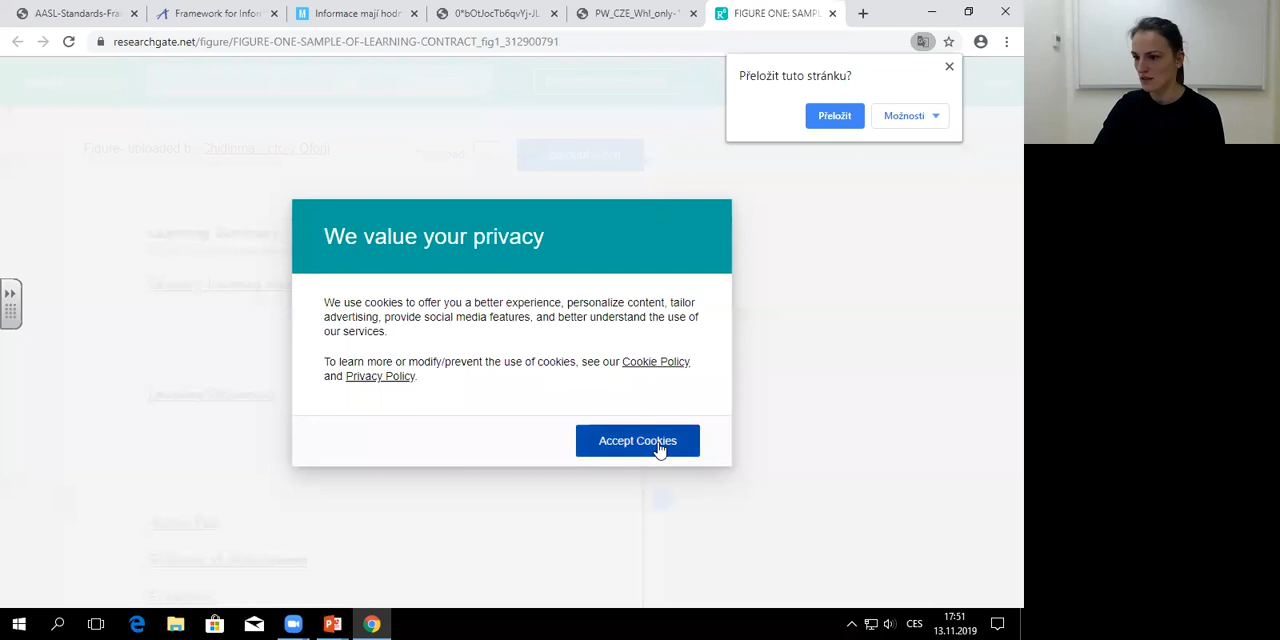 AASL-Standards-Frai
Framework for Infor
Informace mají hodn
0*bOtJocTb6qvYj-JL
PW_CZE_Whl_only-
FIGURE ONE: SAMPL
researchgate.net/figure/FIGURE-ONE-SAMPLE-OF-LEARNING-CONTRACT_fig1_312900791
Přeložit tuto stránku?
Přeložit
Možnosti
Figure- uploaded by
We value your privacy
We use cookies to offer you a better experience, personalize content, tailor
advertising, provide social media features, and better understand the use of
our services.
To learn more or modify/prevent the use of cookies, see our Cookie Policy
and Privacy Policy.
Accept Cookies
17:51
CES
13.11.2019